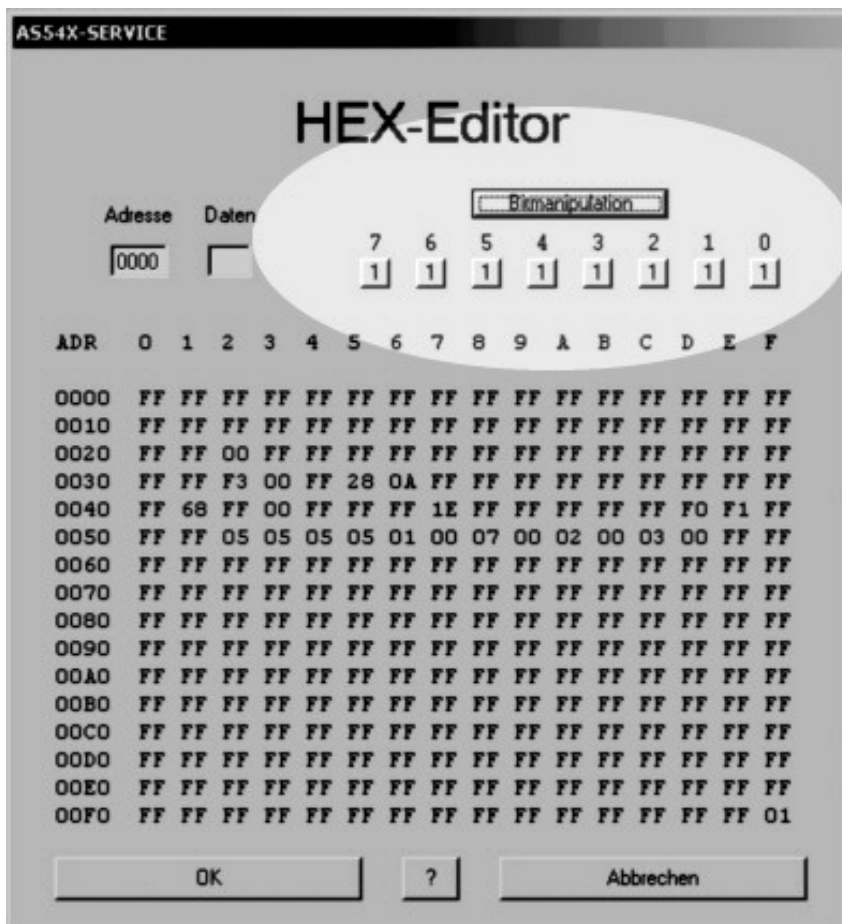 AS54X-SERVICE
HEX-Editor
Bitmanipulation
Adresse Daten
7 6 5 4 3 2 1 0
0000 1 1 1 1 1 1 1 1
ADR 0 1 2 3 4 5 6 7 8 9 A B C D E F
0000 FF FF FF FF FF FF FF FF FF FF FF FF FF FF FF FF
0010 FF FF FF FF FF FF FF FF FF FF FF FF FF FF FF FF
0020 FF FF 00 FF FF FF FF FF FF FF FF FF FF FF FF FF
0030 FF FF F3 00 FF 28 0A FF FF FF FF FF FF FF FF FF
0040 FF 68 FF 00 FF FF FF 1E FF FF FF FF FF F0 F1 FF
0050 FF FF 05 05 05 05 01 00 07 00 02 00 03 00 FF FF
0060 FF FF FF FF FF FF FF FF FF FF FF FF FF FF FF FF
0070 FF FF FF FF FF FF FF FF FF FF FF FF FF FF FF FF
0080 FF FF FF FF FF FF FF FF FF FF FF FF FF FF FF FF
0090 FF FF FF FF FF FF FF FF FF FF FF FF FF FF FF FF
00A0 FF FF FF FF FF FF FF FF FF FF FF FF FF FF FF FF
00B0 FF FF FF FF FF FF FF FF FF FF FF FF FF FF FF FF
00C0 FF FF FF FF FF FF FF FF FF FF FF FF FF FF FF FF
00D0 FF FF FF FF FF FF FF FF FF FF FF FF FF FF FF FF
00E0 FF FF FF FF FF FF FF FF FF FF FF FF FF FF FF FF
00F0 FF FF FF FF FF FF FF FF FF FF FF FF FF FF FF 01
OK ? Abbrechen